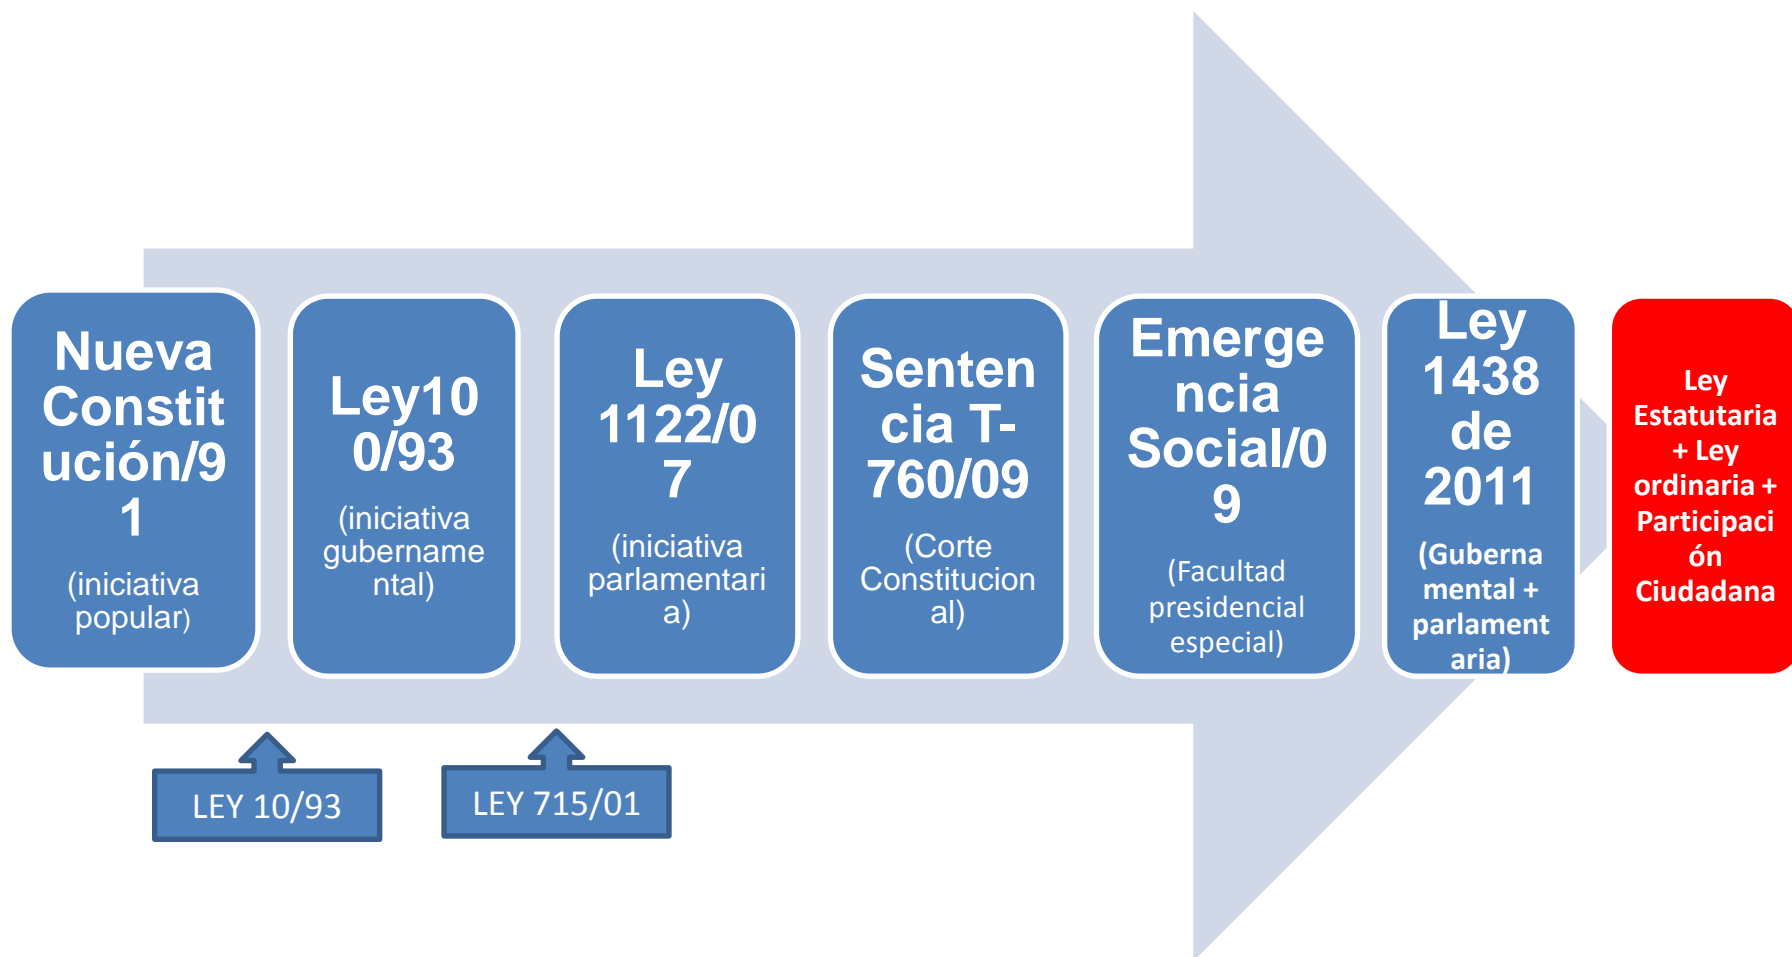 Nueva
Constit
ución/9
1
(iniciativa
popular)
Ley10
0/93
(iniciativa
gubername
ntal)
Ley
1122/0
7
(iniciativa
parlamentari
a)
Senten
cia T-
760/09
(Corte
Constitucion
al)
Emerge
ncia
Social/0
9
(Facultad
presidencial
especial)
Ley
1438
de
2011
(Guberna
mental +
parlament
aria)
Ley
Estatutaria
+ Ley
ordinaria +
Participaci
ón
Ciudadana
LEY 10/93
LEY 715/01